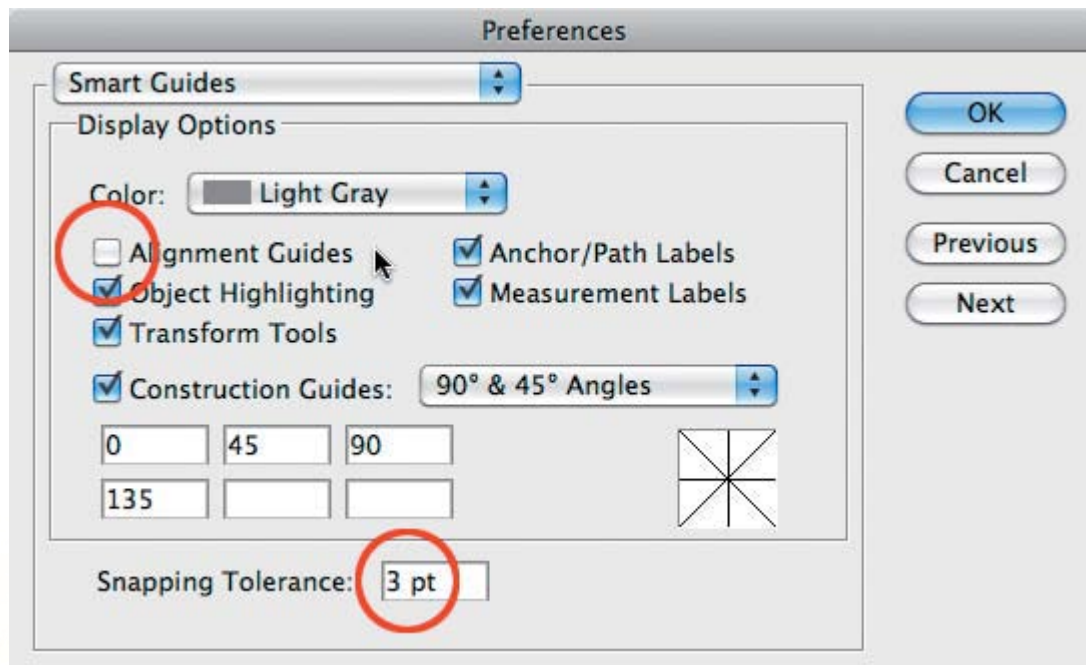 Preferences
Smart Guides
Display Options
Color: Light Gray
Alignment Guides
Anchor/Path Labels
Object Highlighting
Measurement Labels
Transform Tools
Construction Guides: 90° & 45° Angles
0 45 90
135
Snapping Tolerance: 3 pt
OK
Cancel
Previous
Next